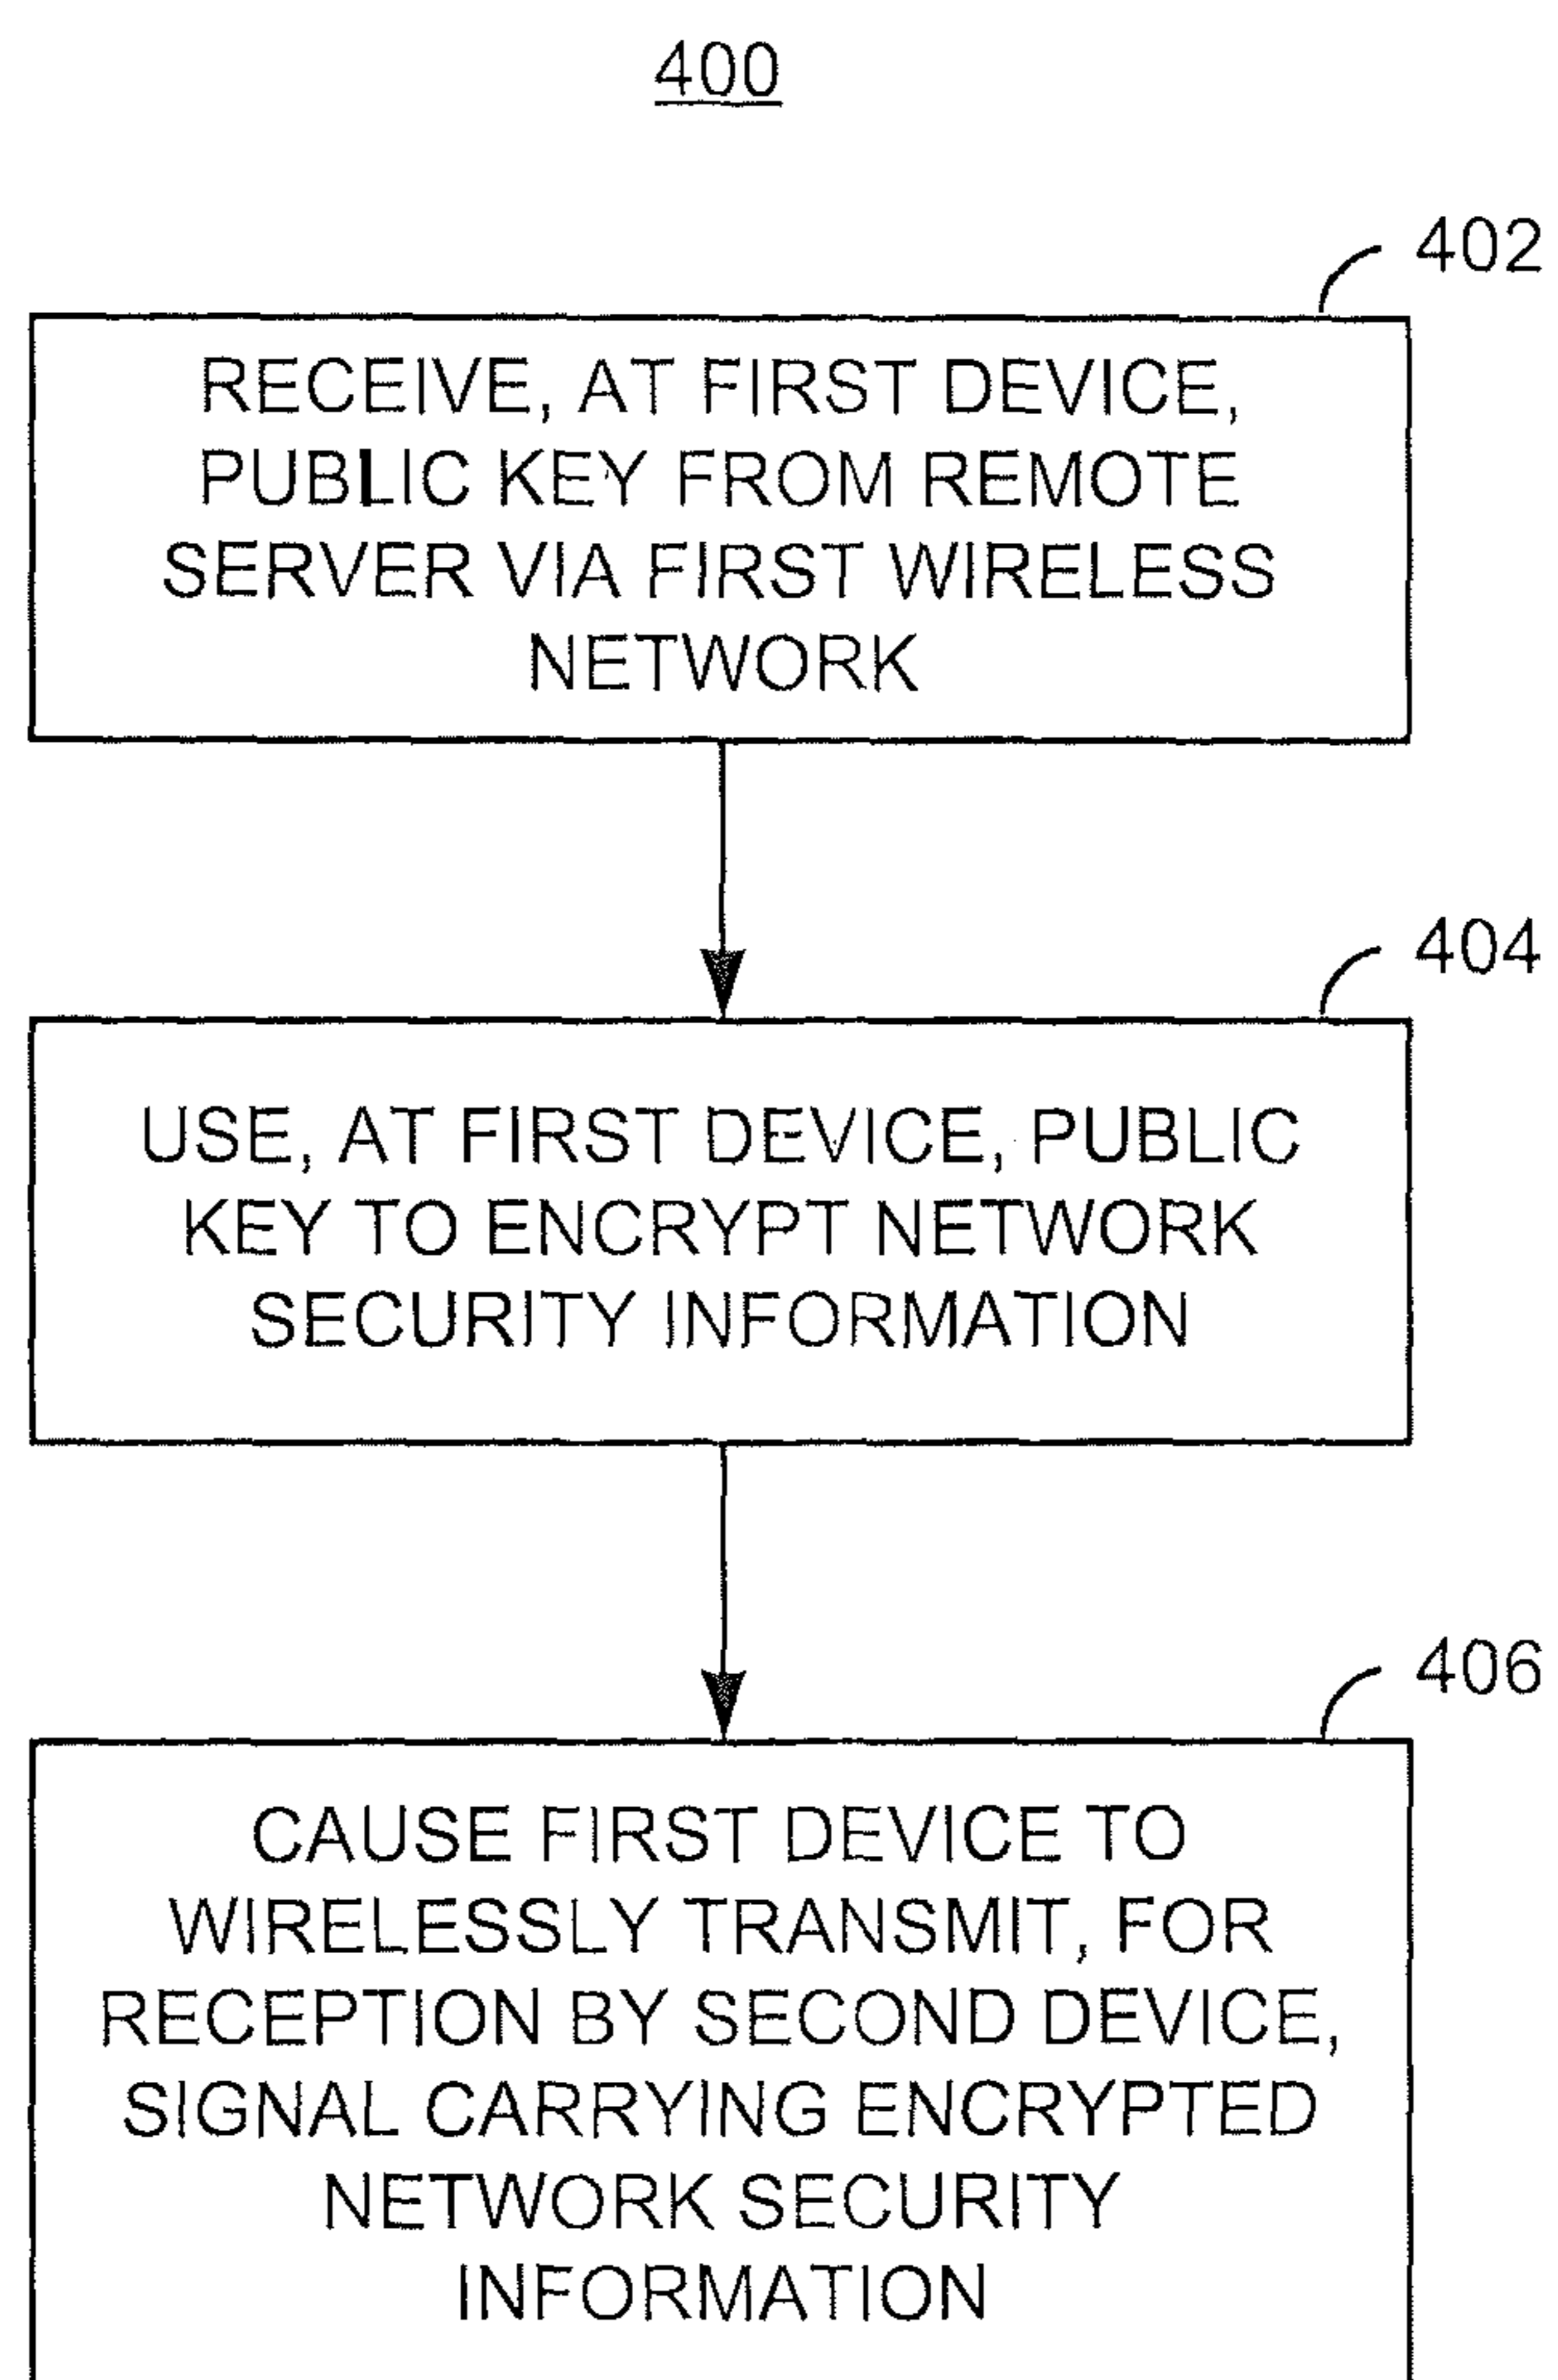 400
402
RECEIVE, AT FIRST DEVICE,
PUBLIC KEY FROM REMOTE
SERVER VIA FIRST WIRELESS
NETWORK
404
USE, AT FIRST DEVICE, PUBLIC
KEY TO ENCRYPT NETWORK
SECURITY INFORMATION
406
CAUSE FIRST DEVICE TO
WIRELESSLY TRANSMIT, FOR
RECEPTION BY SECOND DEVICE,
SIGNAL CARRYING ENCRYPTED
NETWORK SECURITY
INFORMATION